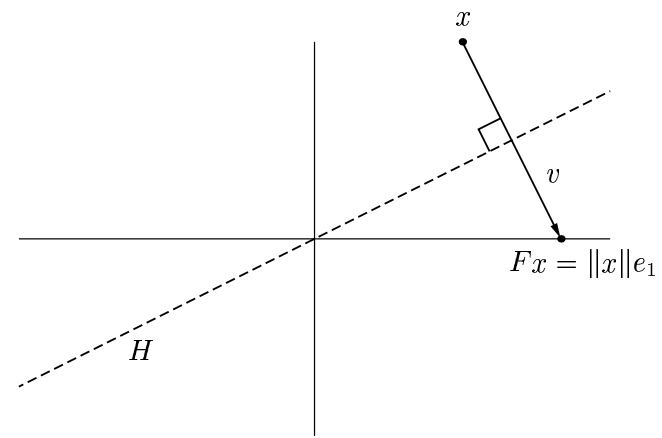 x
v
Fx = ‖x‖e₁
H